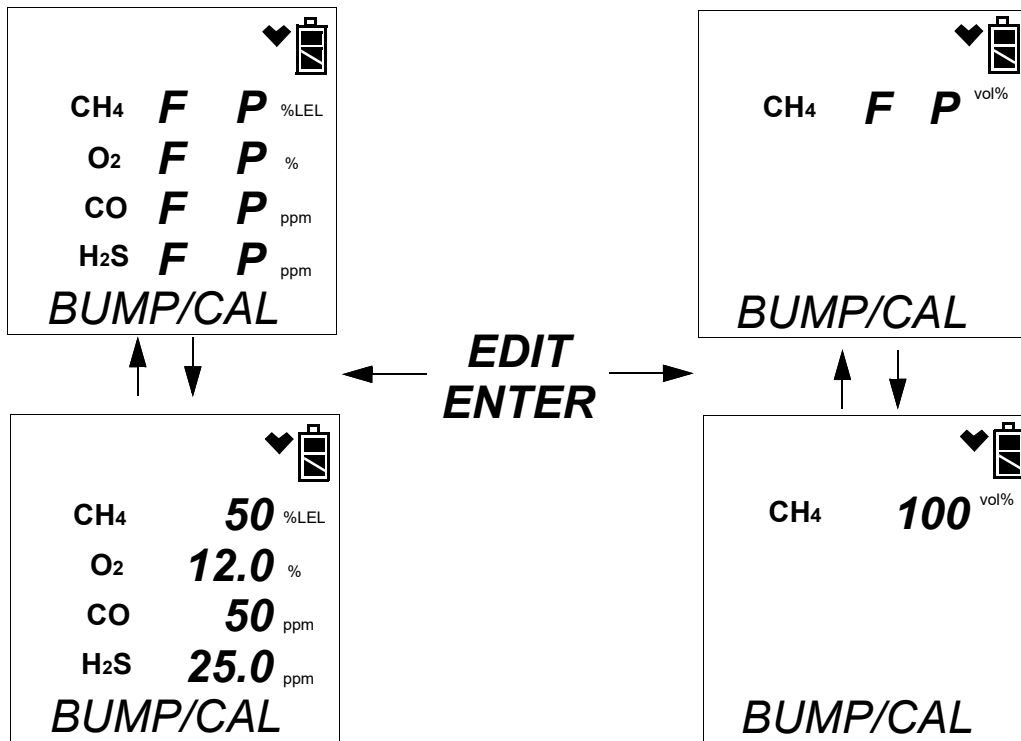 CH4 F P %LEL
O2 F P %
CO F P ppm
H2S F P ppm
BUMP/CAL
CH4 F P vol%
BUMP/CAL
EDIT
ENTER
CH4 50 %LEL
O2 12.0 %
CO 50 ppm
H2S 25.0 ppm
BUMP/CAL
CH4 100 vol%
BUMP/CAL